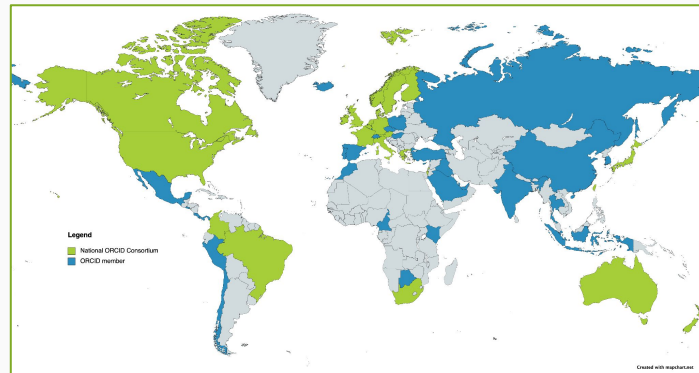 Legend
National ORCID Consortium
ORCID member
Created with mapchart.net